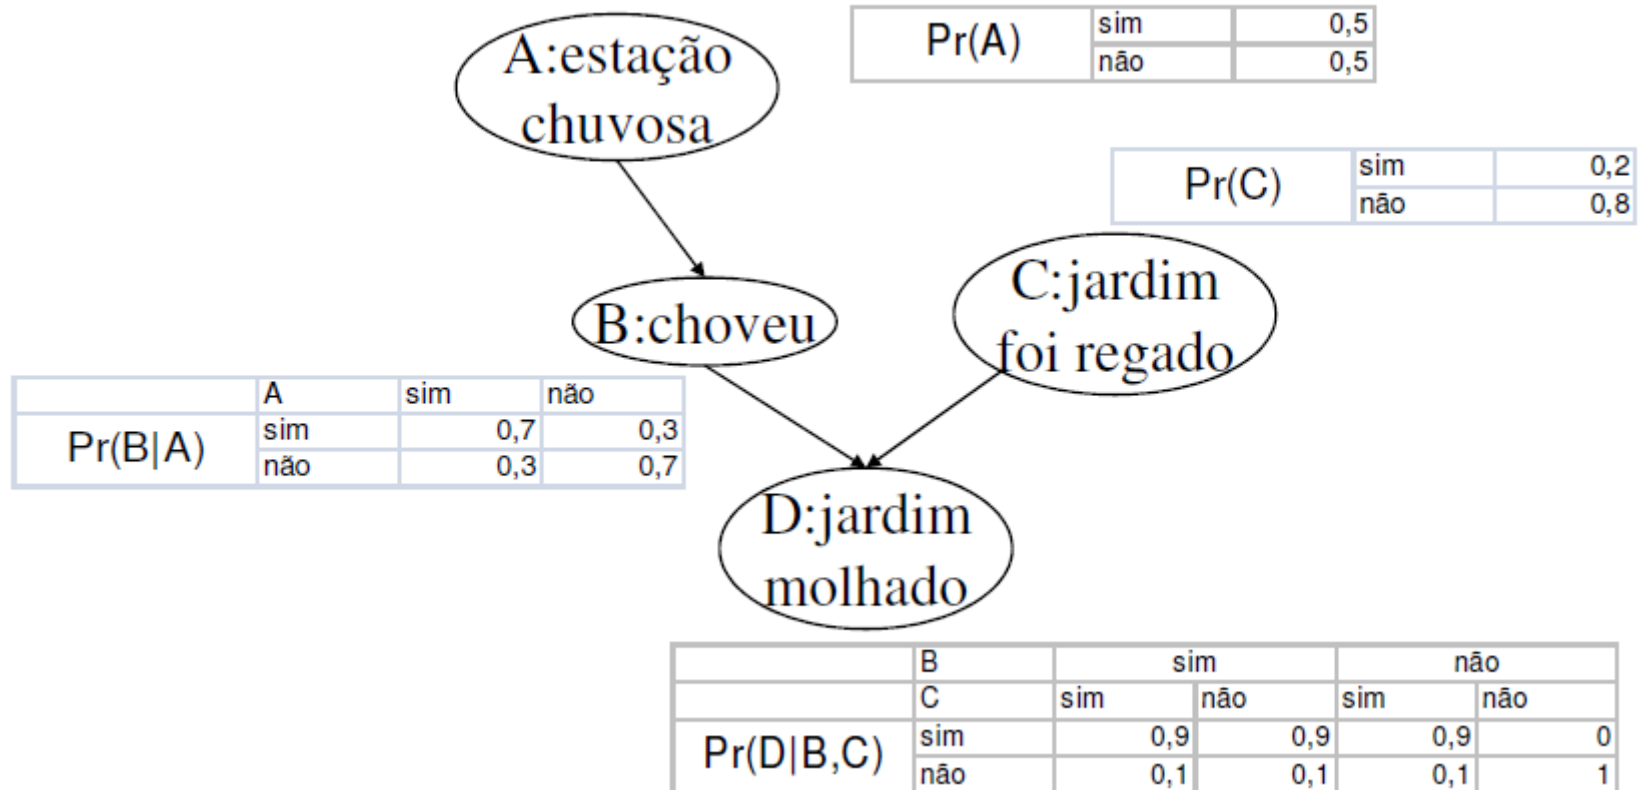 A:estação
chuvosa
Pr(A)
sim 0,5
não 0,5
Pr(C)
sim 0,2
não 0,8
C:jardim
foi regado
B:choveu
A sim não
Pr(B|A)
sim 0,7 0,3
não 0,3 0,7
D:jardim
molhado
B sim não
C sim não sim não
Pr(D|B,C)
sim 0,9 0,9 0,9 0
não 0,1 0,1 0,1 1